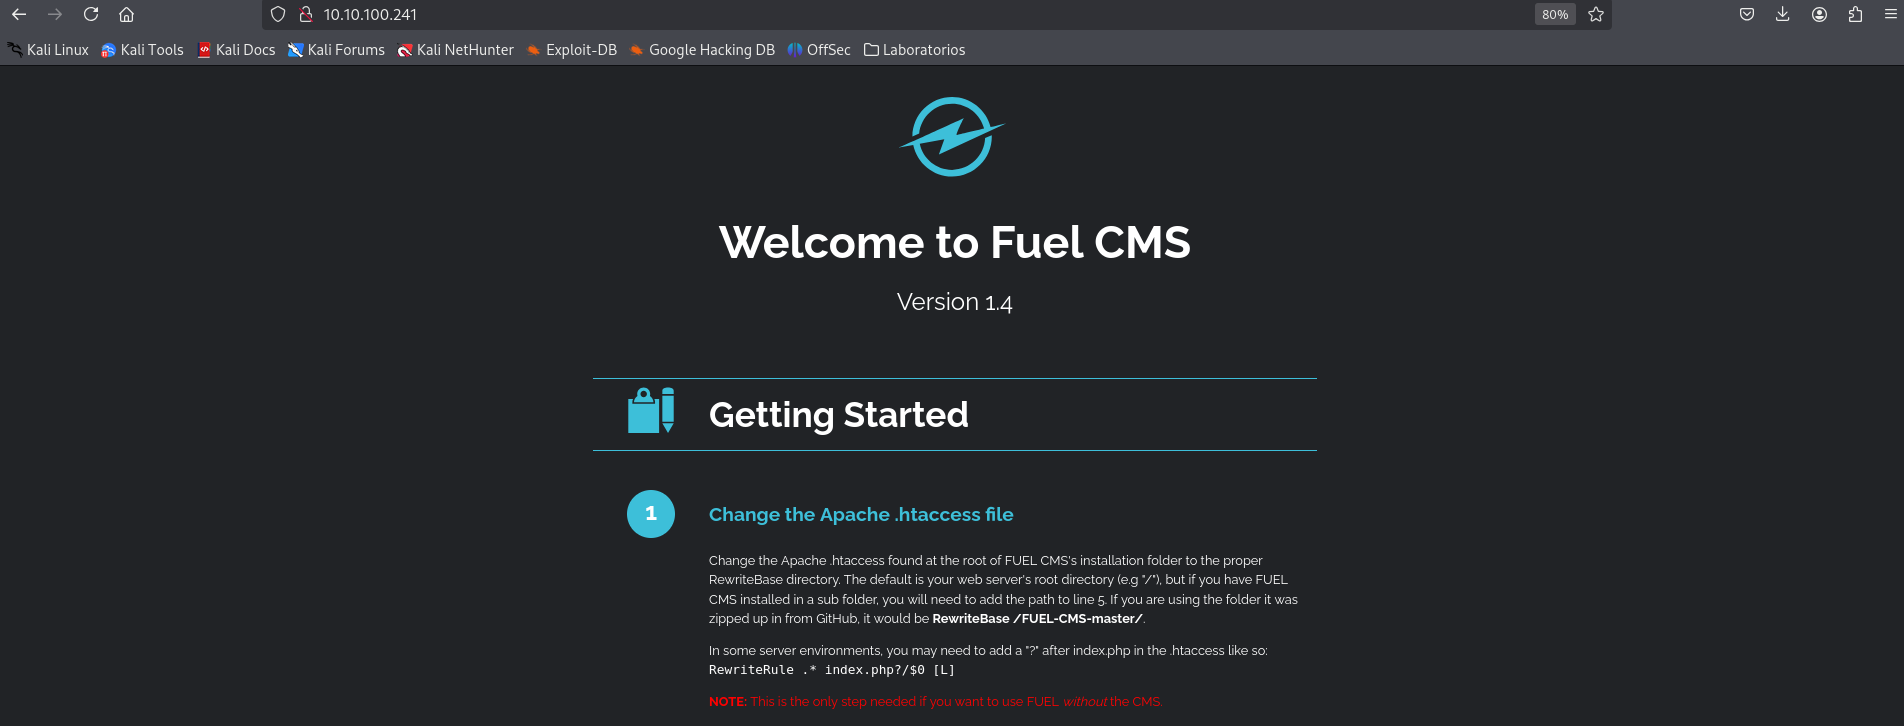 10.10.100.241
80%
Kali Linux Kali Tools Kali Docs Kali Forums Kali NetHunter Exploit-DB Google Hacking DB OffSec Laboratorios
Welcome to Fuel CMS
Version 1.4
Getting Started
1
Change the Apache .htaccess file
Change the Apache .htaccess found at the root of FUEL CMS's installation folder to the proper
RewriteBase directory. The default is your web server's root directory (e.g "/"), but if you have FUEL
CMS installed in a sub folder, you will need to add the path to line 5. If you are using the folder it was
zipped up in from GitHub, it would be RewriteBase /FUEL-CMS-master/.
In some server environments, you may need to add a "?" after index.php in the .htaccess like so:
RewriteRule .* index.php?/$0 [L]
NOTE: This is the only step needed if you want to use FUEL without the CMS.